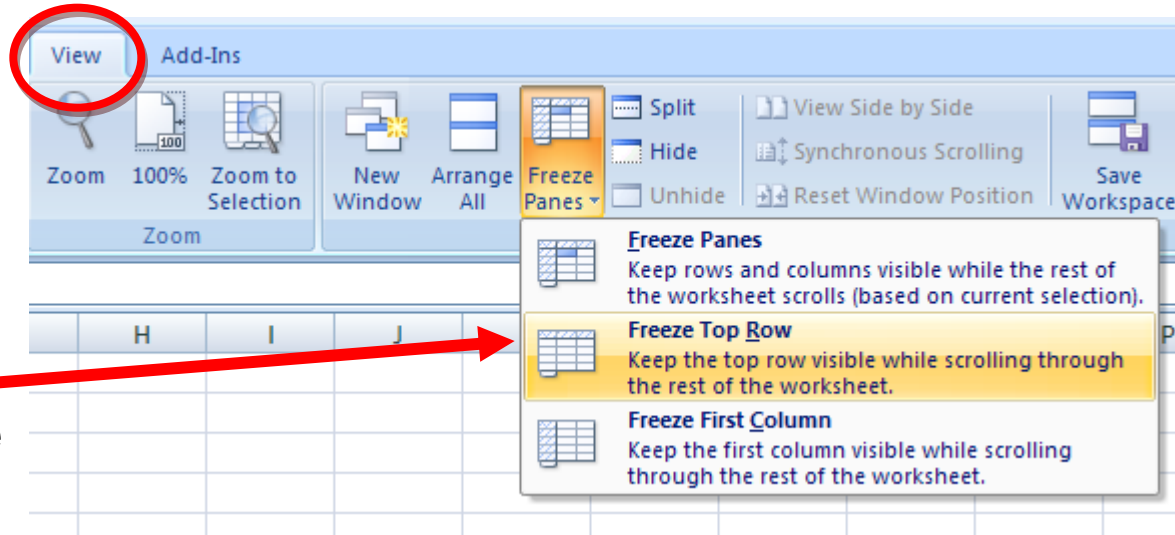 View Add-Ins
Zoom 100% Zoom to Selection New Window Arrange All Freeze Panes Split Hide Unhide View Side by Side Synchronous Scrolling Reset Window Position Save Workspace
100
Zoom
Freeze Panes
Keep rows and columns visible while the rest of
the worksheet scrolls (based on current selection).
H I J P
Freeze Top Row
Keep the top row visible while scrolling through
the rest of the worksheet.
Freeze First Column
Keep the first column visible while scrolling
through the rest of the worksheet.